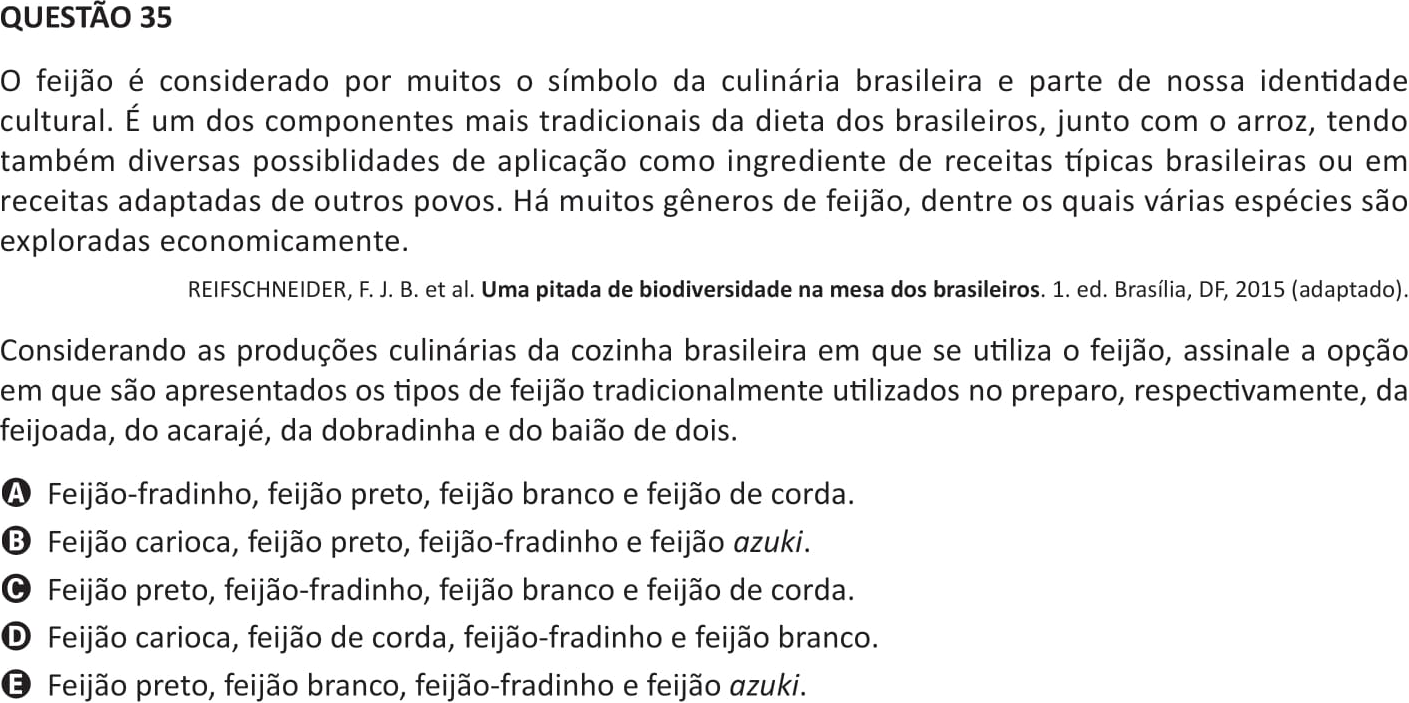 QUESTÃO 35
O feijão é considerado por muitos o símbolo da culinária brasileira e parte de nossa identidade
cultural. É um dos componentes mais tradicionais da dieta dos brasileiros, junto com o arroz, tendo
também diversas possiblidades de aplicação como ingrediente de receitas típicas brasileiras ou em
receitas adaptadas de outros povos. Há muitos gêneros de feijão, dentre os quais várias espécies são
exploradas economicamente.
REIFSCHNEIDER, F. J. B. et al. Uma pitada de biodiversidade na mesa dos brasileiros. 1. ed. Brasília, DF, 2015 (adaptado).
Considerando as produções culinárias da cozinha brasileira em que se utiliza o feijão, assinale a opção
em que são apresentados os tipos de feijão tradicionalmente utilizados no preparo, respectivamente, da
feijoada, do acarajé, da dobradinha e do baião de dois.
A Feijão-fradinho, feijão preto, feijão branco e feijão de corda.
B Feijão carioca, feijão preto, feijão-fradinho e feijão azuki.
C Feijão preto, feijão-fradinho, feijão branco e feijão de corda.
D Feijão carioca, feijão de corda, feijão-fradinho e feijão branco.
E Feijão preto, feijão branco, feijão-fradinho e feijão azuki.